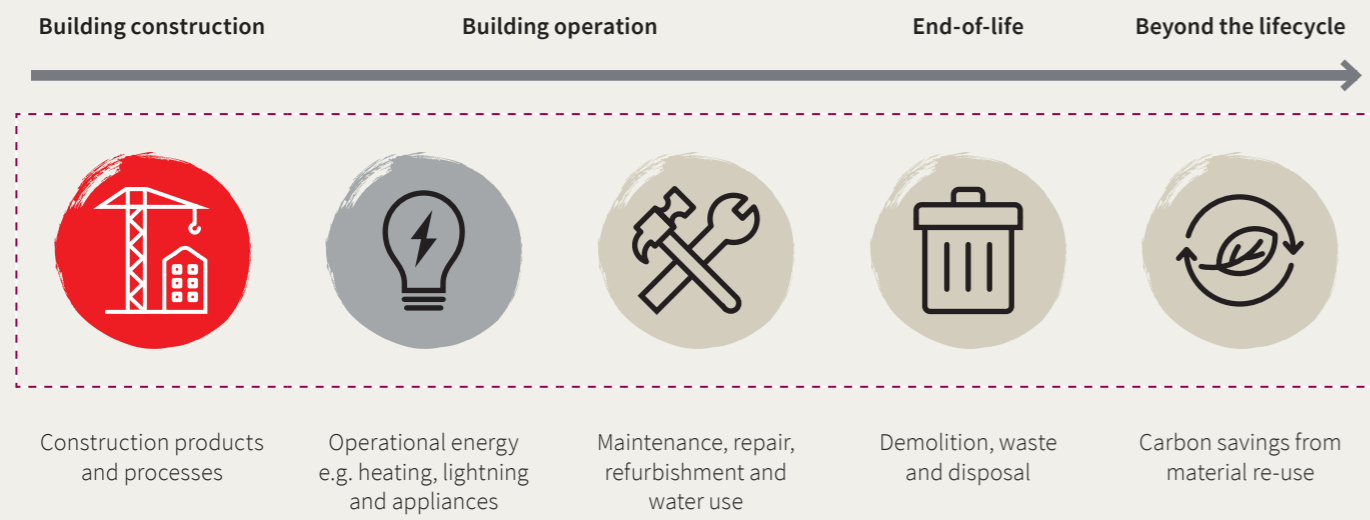 Building construction
Building operation
End-of-life
Beyond the lifecycle
Construction products
and processes
Operational energy
e.g. heating, lightning
and appliances
Maintenance, repair,
refurbishment and
water use
Demolition, waste
and disposal
Carbon savings from
material re-use